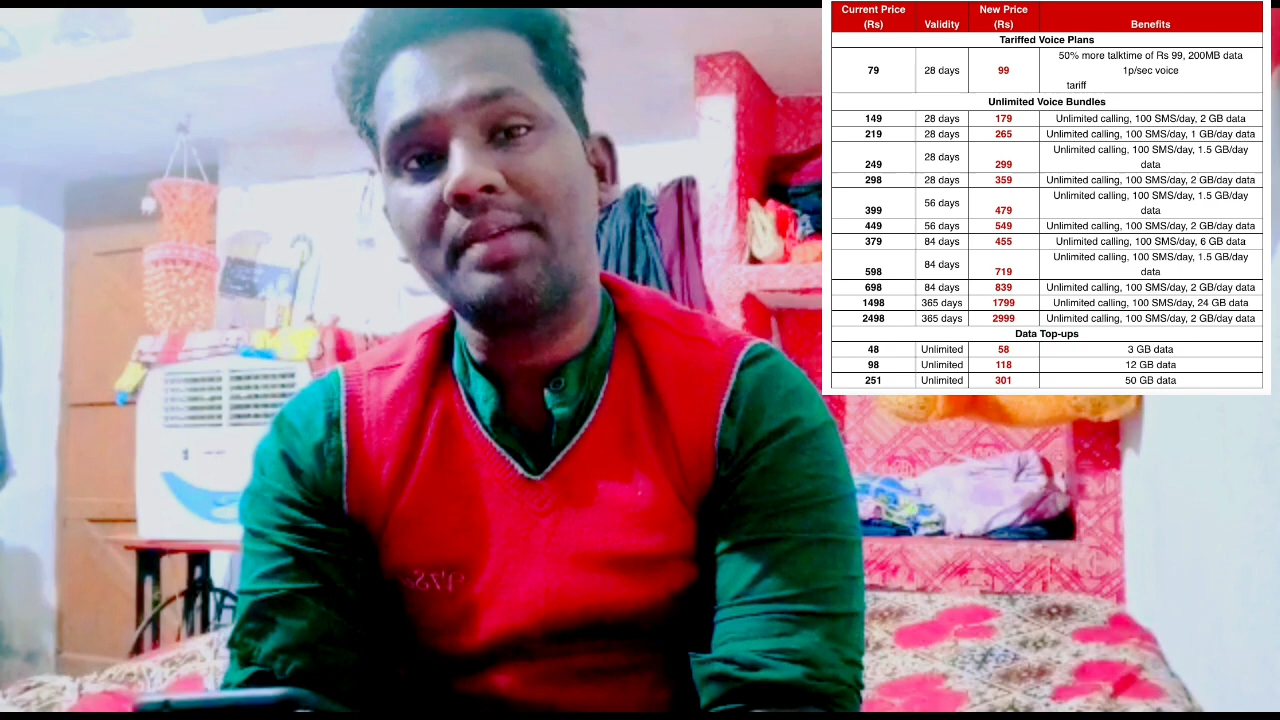 Current Price (Rs) Validity New Price (Rs) Benefits
Tariffed Voice Plans
79 28 days 99 50% more talktime of Rs 99, 200MB data 1p/sec voice tariff
Unlimited Voice Bundles
149 28 days 179 Unlimited calling, 100 SMS/day, 2 GB data
219 28 days 265 Unlimited calling, 100 SMS/day, 1 GB/day data
249 28 days 299 Unlimited calling, 100 SMS/day, 1.5 GB/day data
298 28 days 359 Unlimited calling, 100 SMS/day, 2 GB/day data
399 56 days 479 Unlimited calling, 100 SMS/day, 1.5 GB/day data
449 56 days 549 Unlimited calling, 100 SMS/day, 2 GB/day data
379 84 days 455 Unlimited calling, 100 SMS/day, 6 GB data
598 84 days 719 Unlimited calling, 100 SMS/day, 1.5 GB/day data
698 84 days 839 Unlimited calling, 100 SMS/day, 2 GB/day data
1498 365 days 1799 Unlimited calling, 100 SMS/day, 24 GB data
2498 365 days 2999 Unlimited calling, 100 SMS/day, 2 GB/day data
Data Top-ups
48 Unlimited 58 3 GB data
98 Unlimited 118 12 GB data
251 Unlimited 301 50 GB data